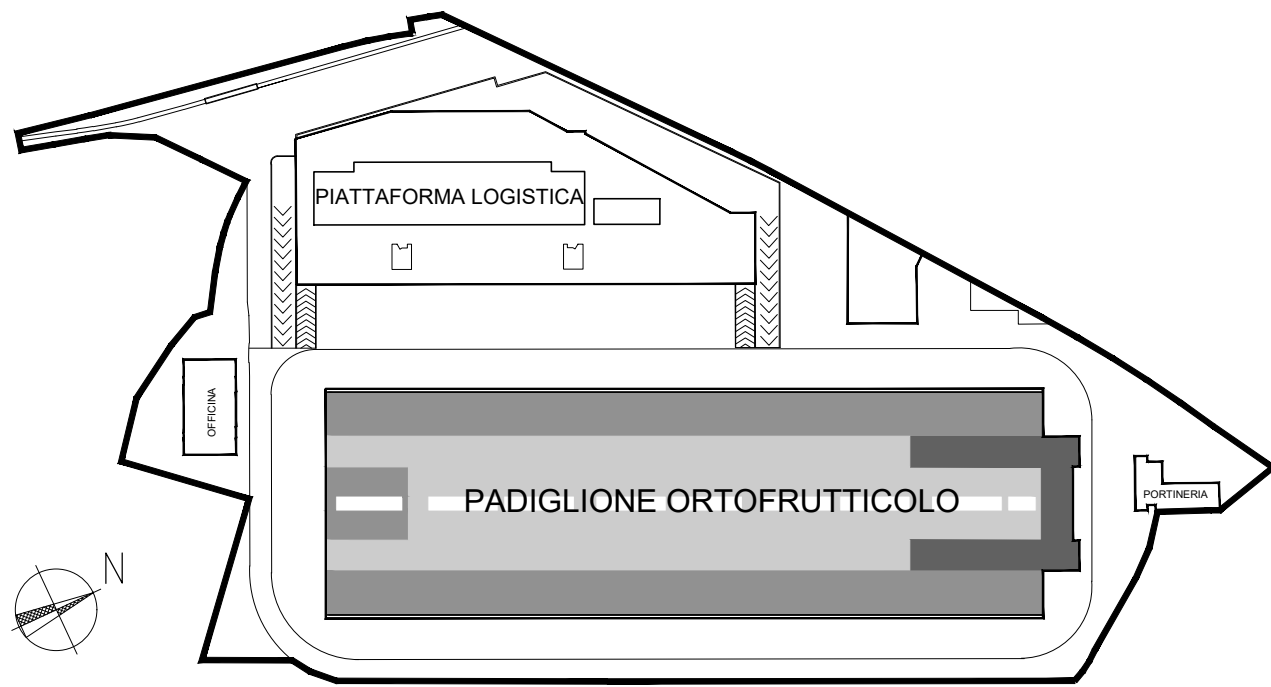 PIATTAFORMA LOGISTICA
OFFICINA
PADIGLIONE ORTOFRUTTICOLO
PORTINERIA
N